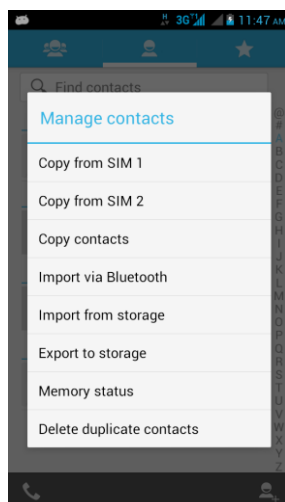 H 3G 11:47 AM
Find contacts
Manage contacts
Copy from SIM 1
Copy from SIM 2
Copy contacts
Import via Bluetooth
Import from storage
Export to storage
Memory status
Delete duplicate contacts
@
#
A
B
C
D
E
F
G
H
I
J
K
L
M
N
O
P
Q
R
S
T
U
V
W
X
Y
Z